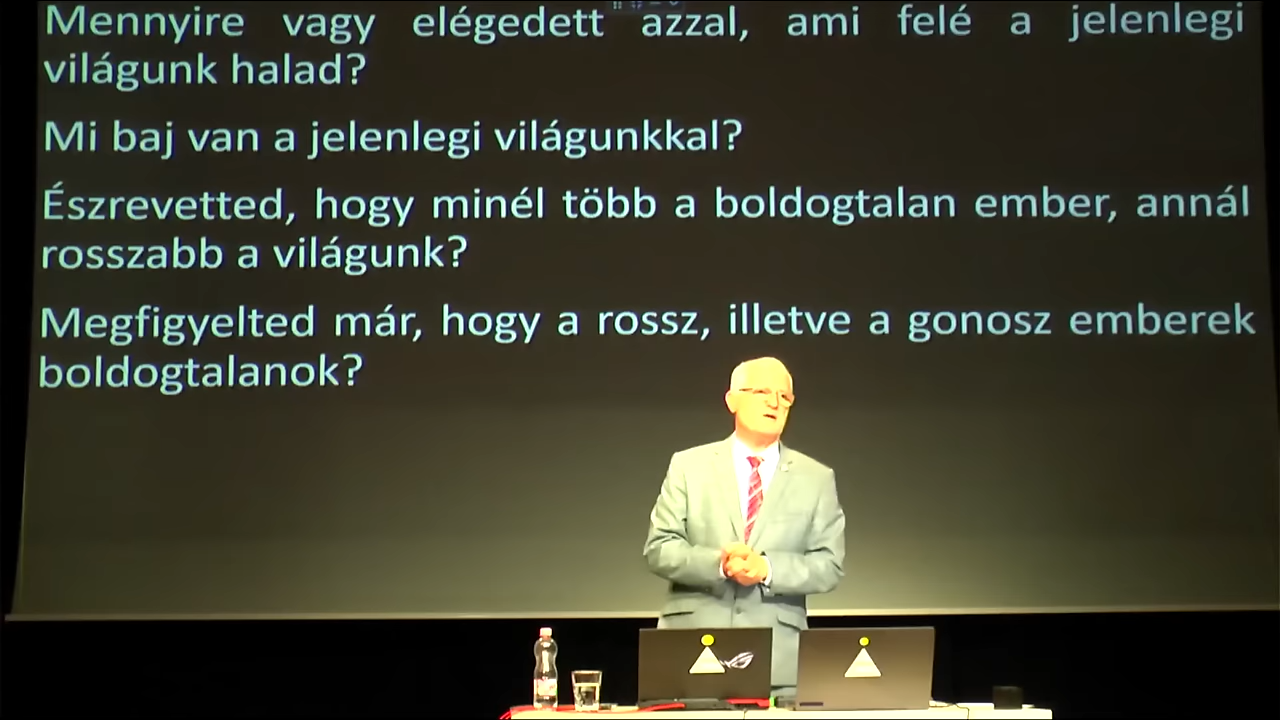 Mennyire vagy elégedett azzal, ami felé a jelenlegi
világunk halad?
Mi baj van a jelenlegi világunkkal?
Észrevetted, hogy minél több a boldogtalan ember, annál
rosszabb a világunk?
Megfigyelted már, hogy a rossz, illetve a gonosz emberek
boldogtalanok?